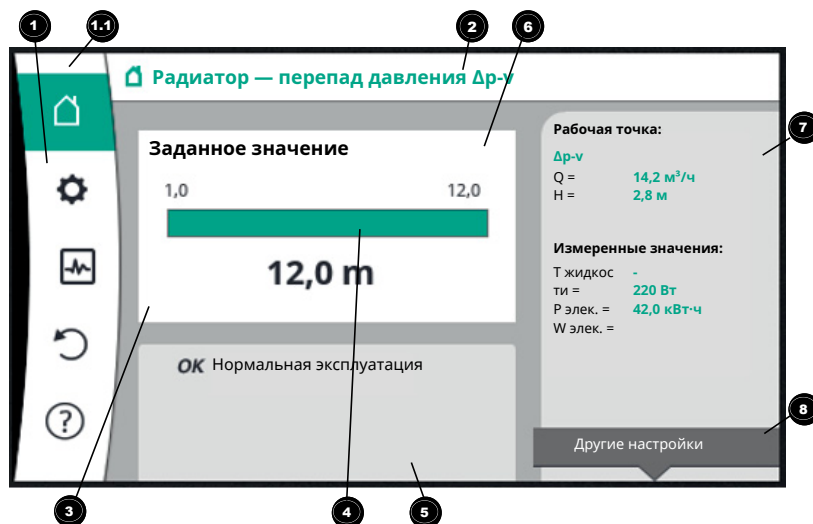 1
1.1
2
6
Радиатор — перепад давления Δp-v
7
Рабочая точка:
Δp-v
Q = 14,2 м³/ч
H = 2,8 м
Заданное значение
1,0 12,0
12,0 m
Измеренные значения:
T жидкос -
ти = 220 Вт
P элек. = 42,0 кВт·ч
W элек. =
OK Нормальная эксплуатация
?
8
Другие настройки
3
4
5